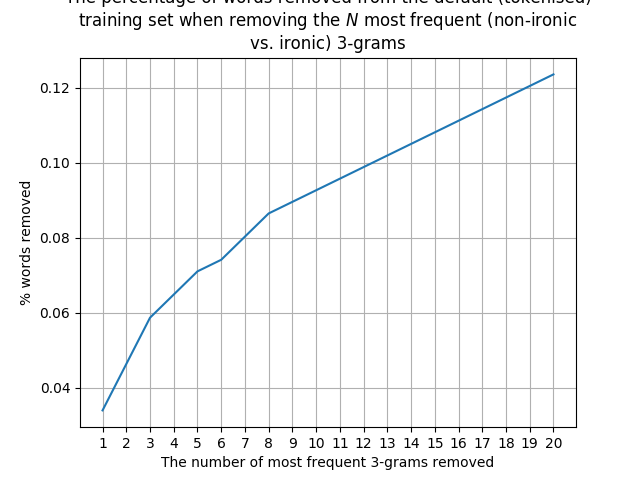 The percentage of words removed from the default (tokenised)
training set when removing the N most frequent (non-ironic
vs. ironic) 3-grams
0.12
0.10
0.08
0.06
0.04
% words removed
1 2 3 4 5 6 7 8 9 10 11 12 13 14 15 16 17 18 19 20
The number of most frequent 3-grams removed